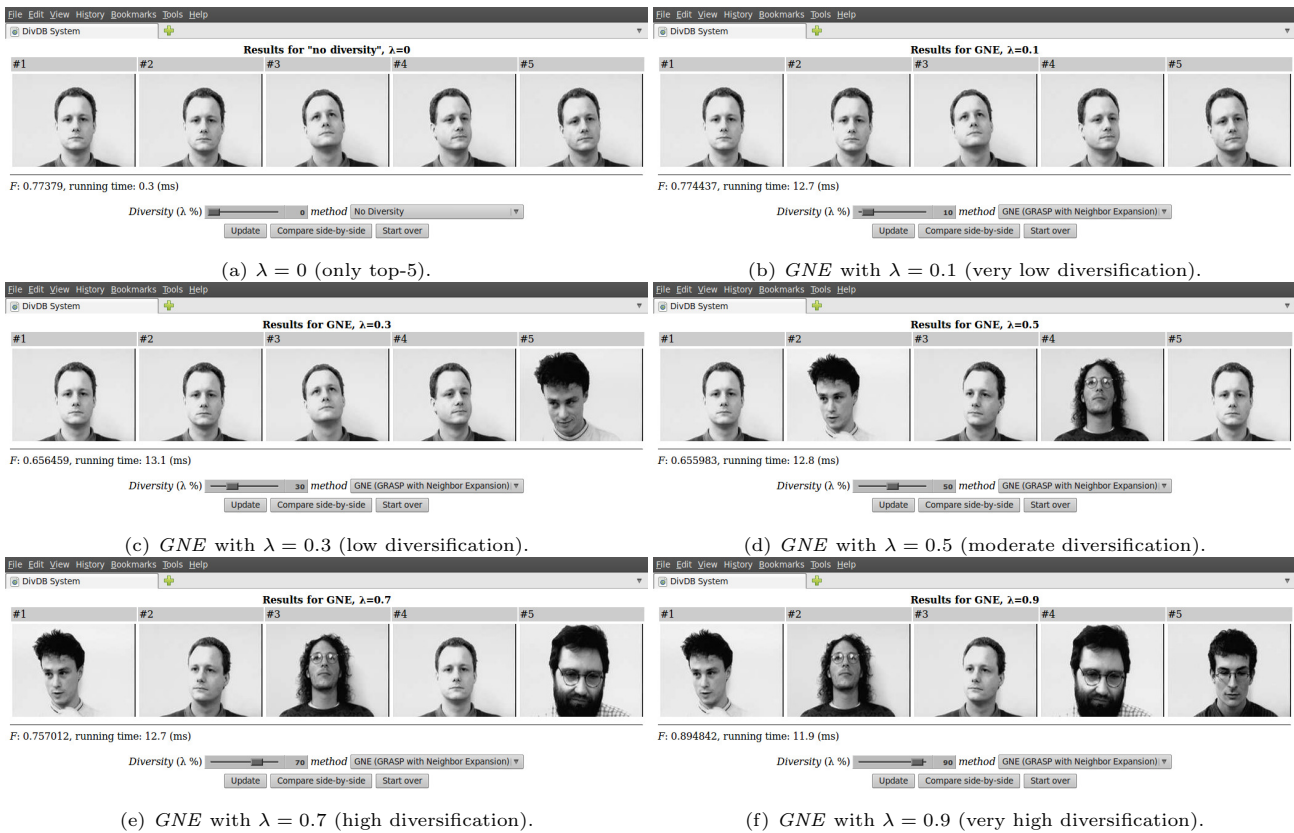 File Edit View History Bookmarks Tools Help
DivDB System
Results for "no diversity", λ=0
#1 #2 #3 #4 #5
F: 0.77379, running time: 0.3 (ms)
Diversity (λ %) 0 method No Diversity
Update Compare side-by-side Start over
(a) λ = 0 (only top-5).
File Edit View History Bookmarks Tools Help
DivDB System
Results for GNE, λ=0.1
#1 #2 #3 #4 #5
F: 0.774437, running time: 12.7 (ms)
Diversity (λ %) 10 method GNE (GRASP with Neighbor Expansion)
Update Compare side-by-side Start over
(b) GNE with λ = 0.1 (very low diversification).
File Edit View History Bookmarks Tools Help
DivDB System
Results for GNE, λ=0.3
#1 #2 #3 #4 #5
F: 0.656459, running time: 13.1 (ms)
Diversity (λ %) 30 method GNE (GRASP with Neighbor Expansion)
Update Compare side-by-side Start over
(c) GNE with λ = 0.3 (low diversification).
File Edit View History Bookmarks Tools Help
DivDB System
Results for GNE, λ=0.5
#1 #2 #3 #4 #5
F: 0.655983, running time: 12.8 (ms)
Diversity (λ %) 50 method GNE (GRASP with Neighbor Expansion)
Update Compare side-by-side Start over
(d) GNE with λ = 0.5 (moderate diversification).
File Edit View History Bookmarks Tools Help
DivDB System
Results for GNE, λ=0.7
#1 #2 #3 #4 #5
F: 0.757012, running time: 12.7 (ms)
Diversity (λ %) 70 method GNE (GRASP with Neighbor Expansion)
Update Compare side-by-side Start over
(e) GNE with λ = 0.7 (high diversification).
File Edit View History Bookmarks Tools Help
DivDB System
Results for GNE, λ=0.9
#1 #2 #3 #4 #5
F: 0.894842, running time: 11.9 (ms)
Diversity (λ %) 90 method GNE (GRASP with Neighbor Expansion)
Update Compare side-by-side Start over
(f) GNE with λ = 0.9 (very high diversification).